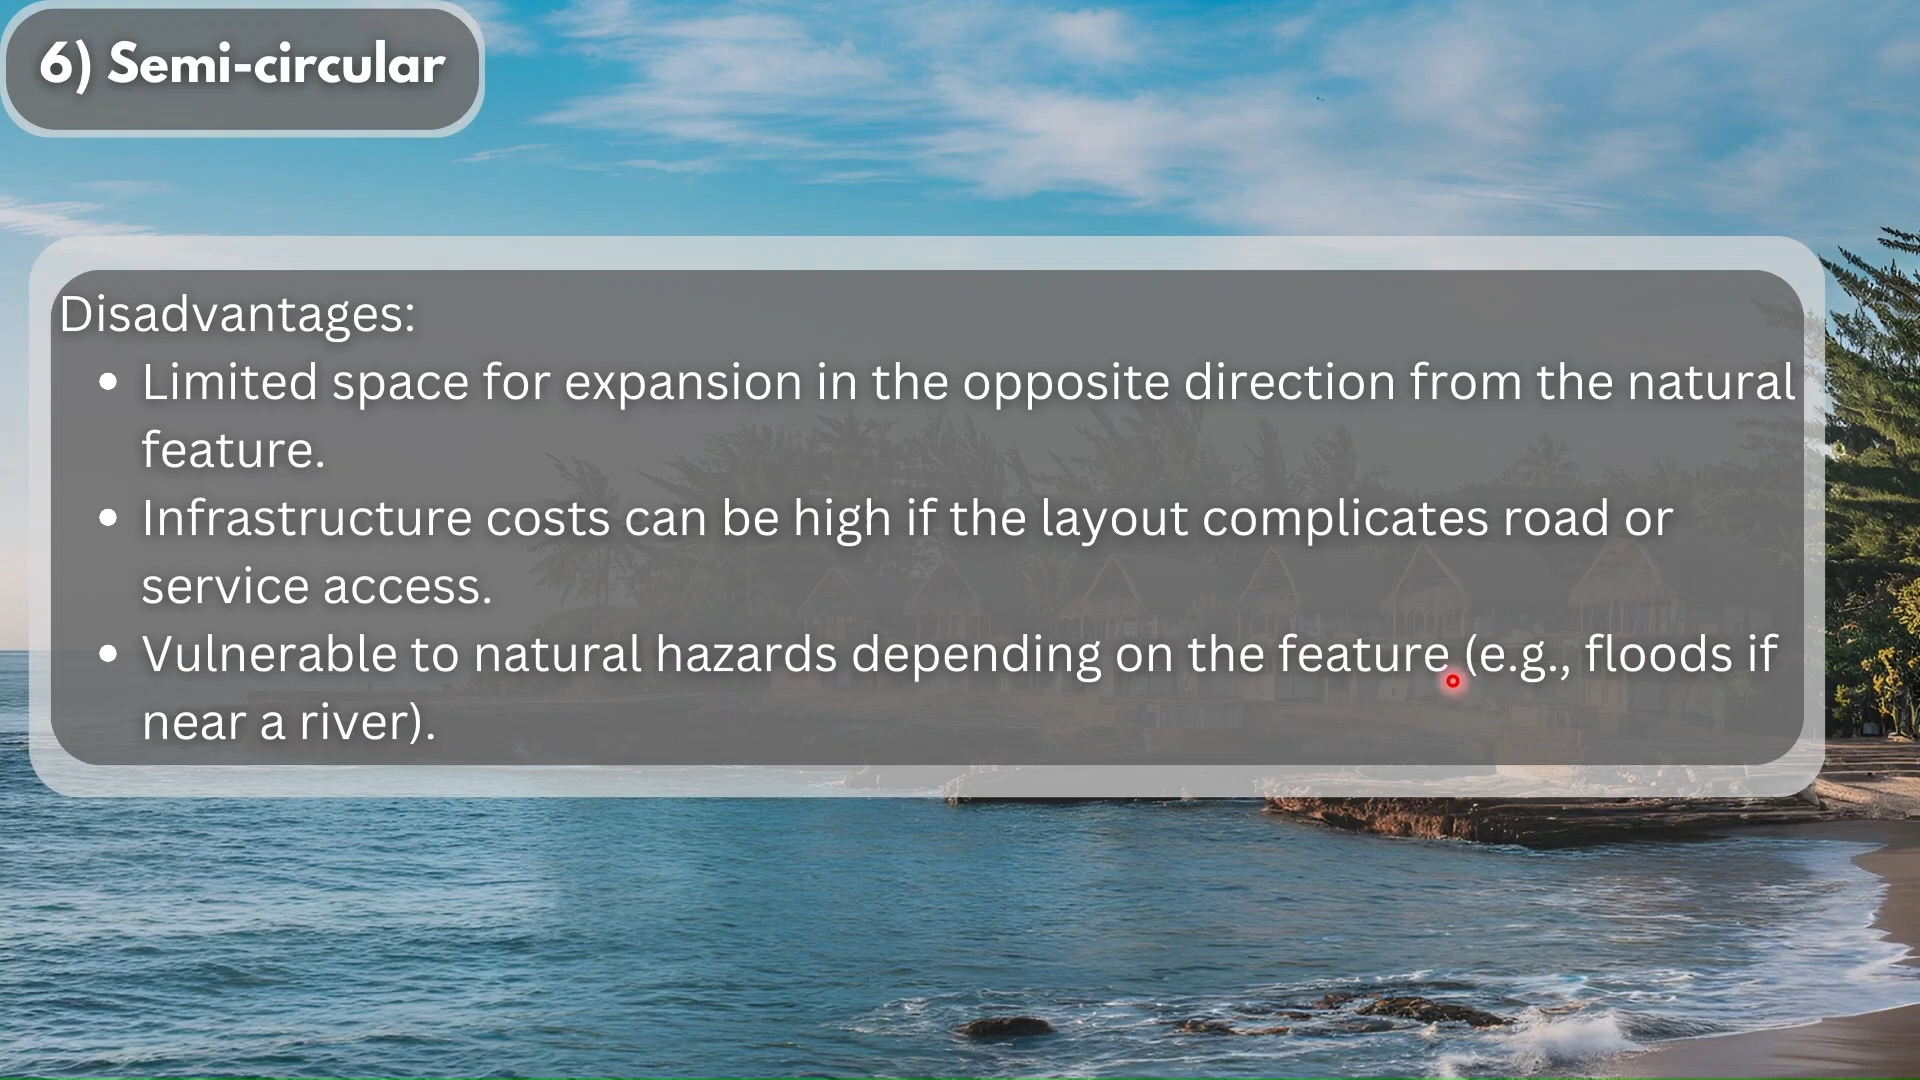 6) Semi-circular
Disadvantages:
• Limited space for expansion in the opposite direction from the natural
feature.
• Infrastructure costs can be high if the layout complicates road or
service access.
• Vulnerable to natural hazards depending on the feature (e.g., floods if
near a river).